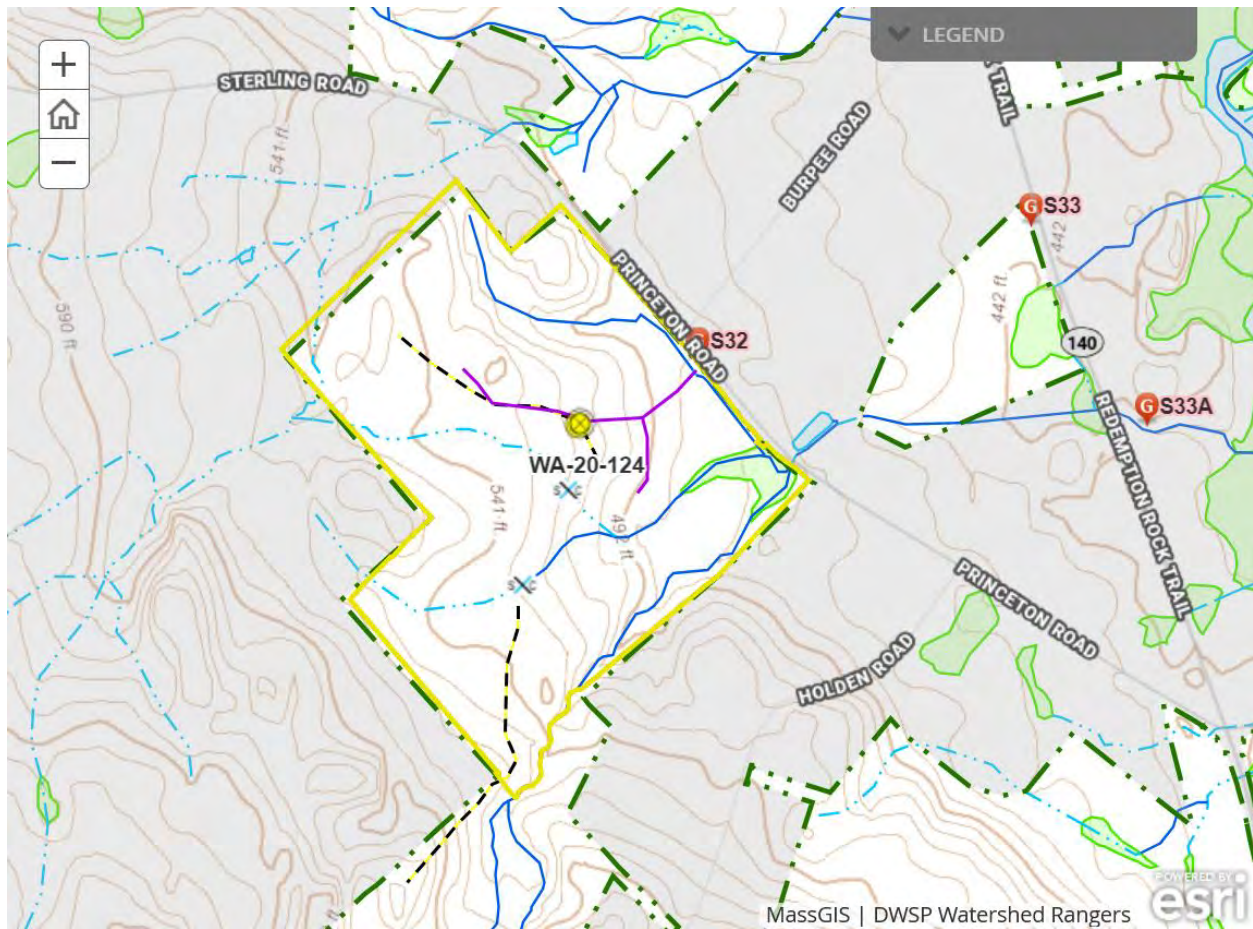 LEGEND
+
−
STERLING ROAD
541 ft
K TRAIL
BURPEE ROAD
G S33
442
442 ft
PRINCETON ROAD
590 ft
G S32
140
G S33A
REDEMPTION ROCK TRAIL
WA-20-124
541 ft
492 ft
PRINCETON ROAD
HOLDEN ROAD
ft
MassGIS | DWSP Watershed Rangers
POWERED BY
esri